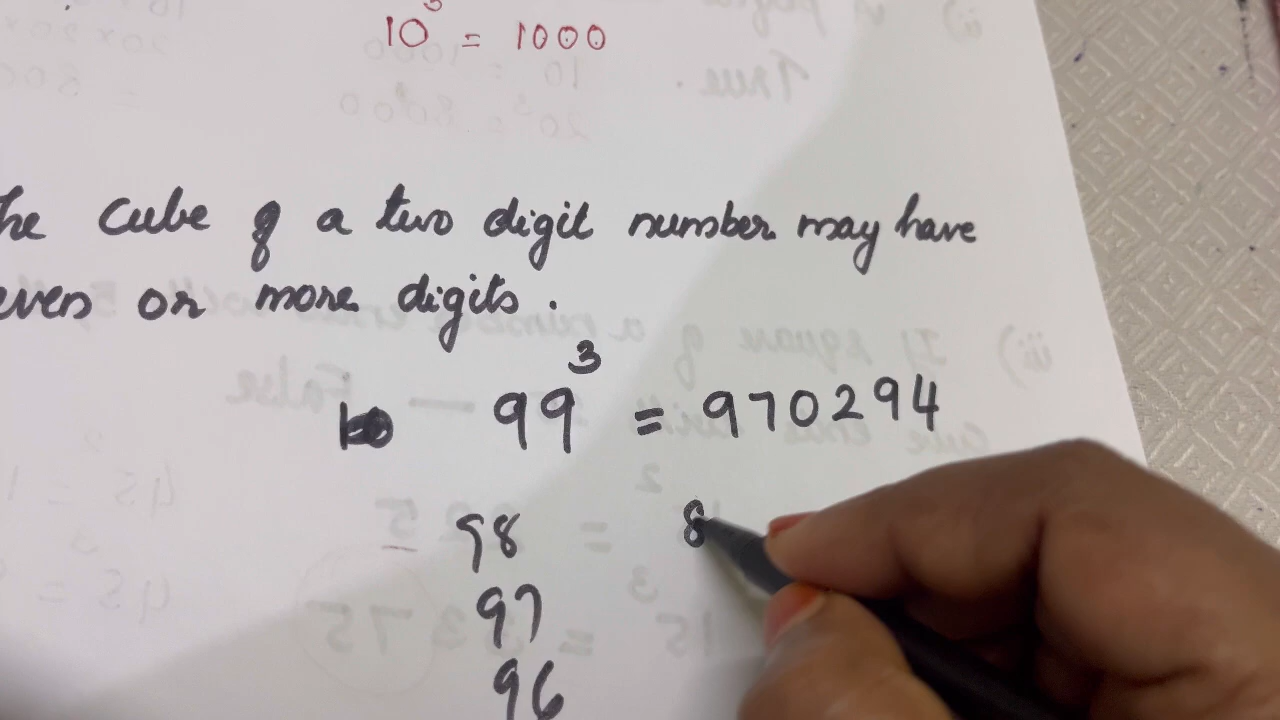 10³ = 1000
he cube of a two digit number may have
even or more digits.
99³ = 970294
98 8
97
96